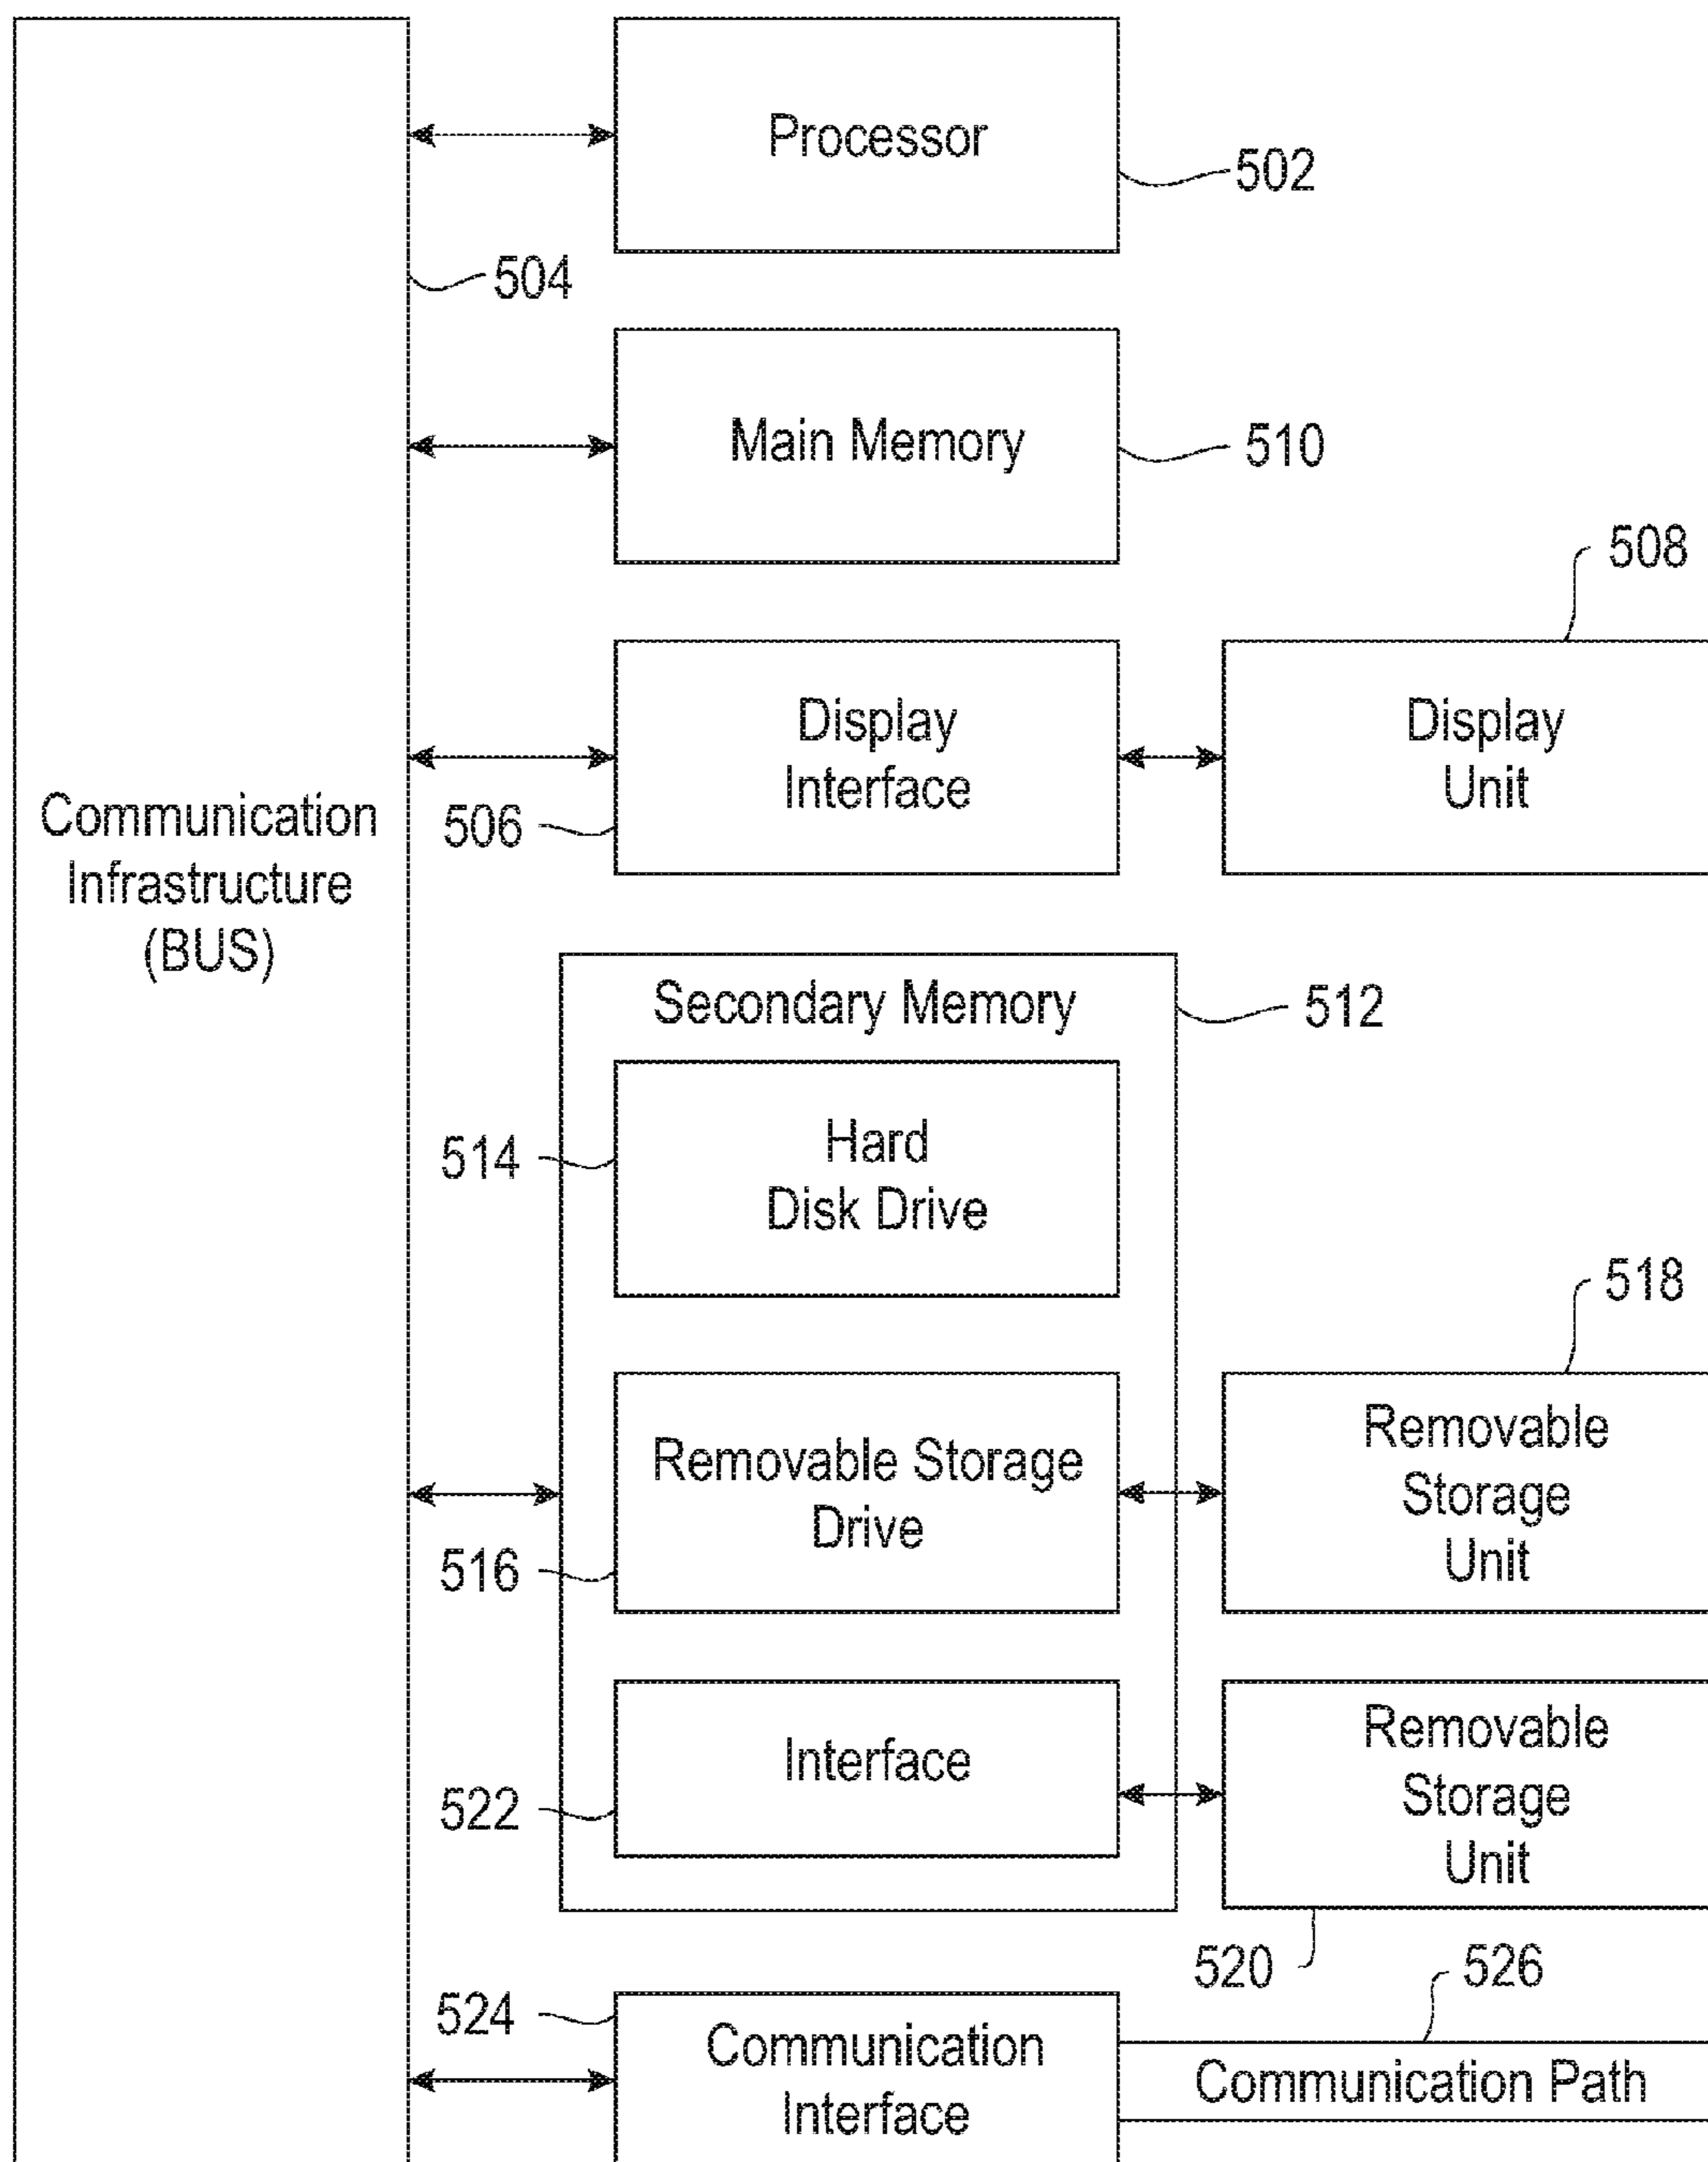 Processor
502
504
Main Memory
510
508
Display
Interface
506
Display
Unit
Communication
Infrastructure
(BUS)
Secondary Memory
512
Hard
Disk Drive
514
518
Removable Storage
Drive
516
Removable
Storage
Unit
Interface
522
Removable
Storage
Unit
520
526
524
Communication
Interface
Communication Path